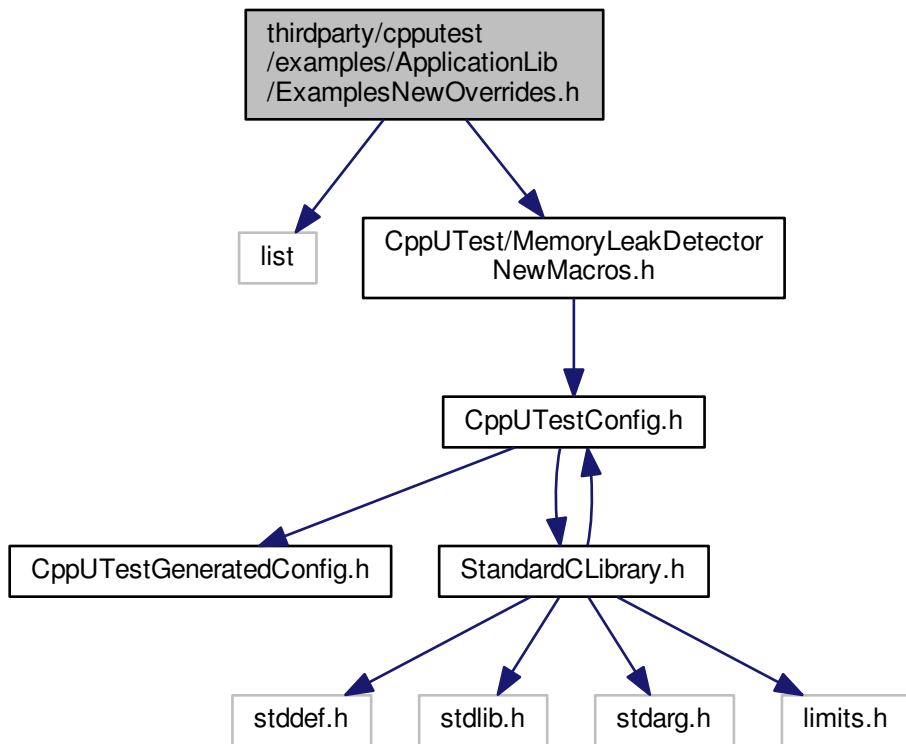 thirdparty/cpputest
/examples/ApplicationLib
/ExamplesNewOverrides.h
list
CppUTest/MemoryLeakDetector
NewMacros.h
CppUTestConfig.h
CppUTestGeneratedConfig.h
StandardCLibrary.h
stddef.h
stdlib.h
stdarg.h
limits.h